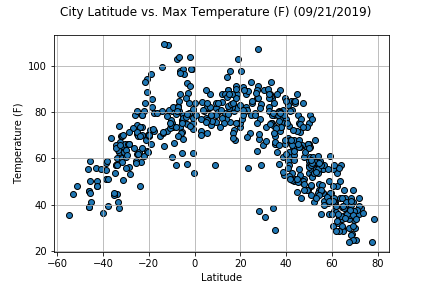 City Latitude vs. Max Temperature (F) (09/21/2019)
Temperature (F)
100
80
60
40
20
−60 −40 −20 0 20 40 60 80
Latitude